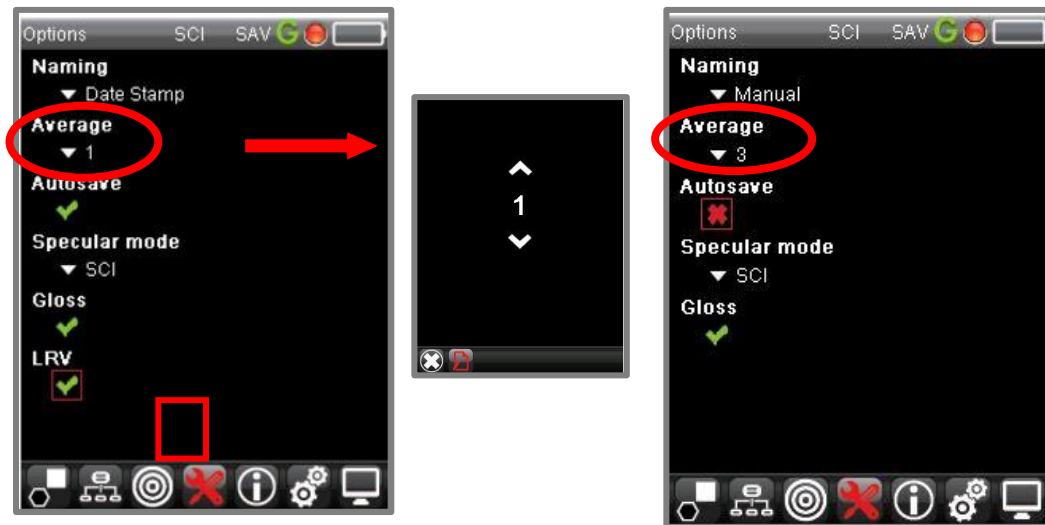 Options SCI SAV G
Naming
Date Stamp
Average
1
Autosave
Specular mode
SCI
Gloss
LRV
1
Options SCI SAV G
Naming
Manual
Average
3
Autosave
Specular mode
SCI
Gloss